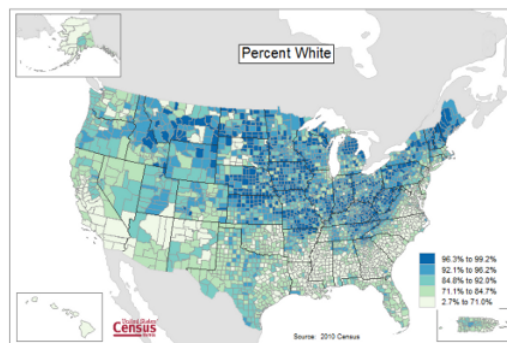 Percent White
96.3% to 99.2%
92.1% to 96.2%
84.8% to 92.0%
71.1% to 84.7%
2.7% to 71.0%
United States
Census
Source: 2010 Census